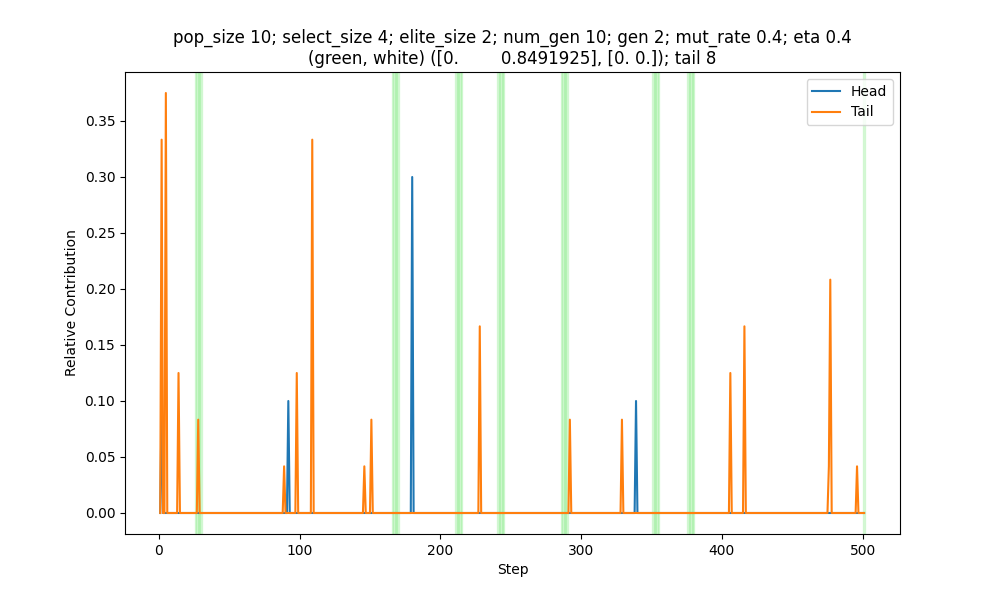 pop_size 10; select_size 4; elite_size 2; num_gen 10; gen 2; mut_rate 0.4; eta 0.4
(green, white) ([0.        0.8491925], [0. 0.]); tail 8
Head
Tail
Relative Contribution
0.35
0.30
0.25
0.20
0.15
0.10
0.05
0.00
0
100
200
300
400
500
Step